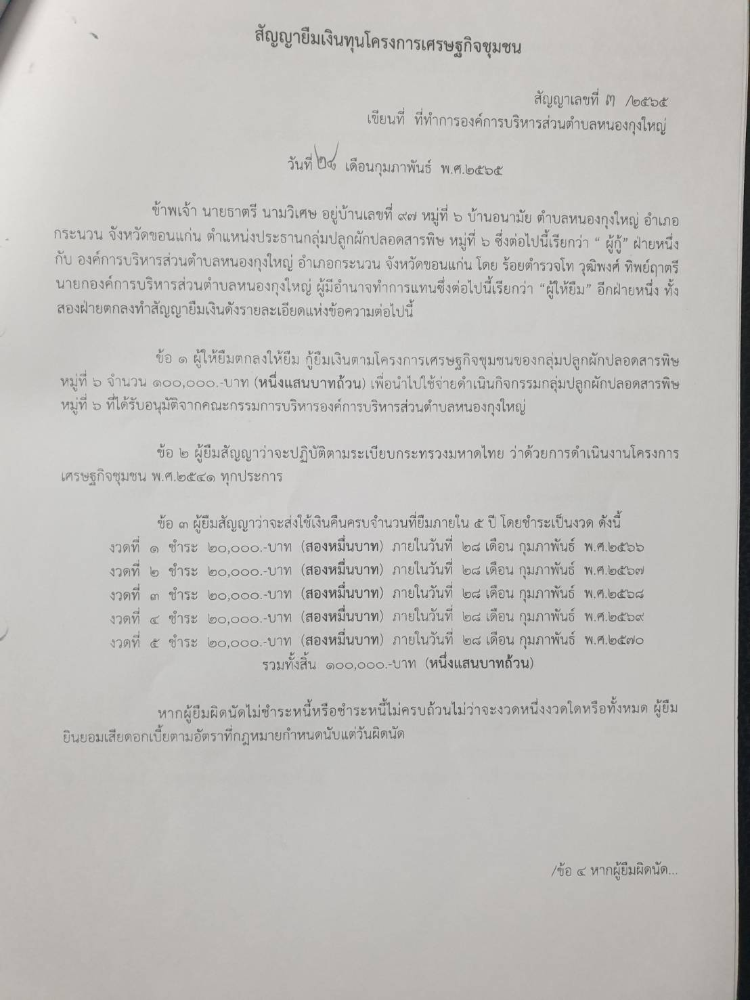 สัญญายืมเงินทุนโครงการเศรษฐกิจชุมชน
สัญญาเลขที่ ๓ /๒๕๖๕
เขียนที่ ที่ทำการองค์การบริหารส่วนตำบลหนองกุงใหญ่
วันที่ ๒๘ เดือนกุมภาพันธ์ พ.ศ.๒๕๖๕
ข้าพเจ้า นายธาตรี นามวิเศษ อยู่บ้านเลขที่ ๙๗ หมู่ที่ ๖ บ้านอนามัย ตำบลหนองกุงใหญ่ อำเภอ
กระนวน จังหวัดขอนแก่น ตำแหน่งประธานกลุ่มปลูกผักปลอดสารพิษ หมู่ที่ ๖ ซึ่งต่อไปนี้เรียกว่า “ ผู้กู้” ฝ่ายหนึ่ง
กับ องค์การบริหารส่วนตำบลหนองกุงใหญ่ อำเภอกระนวน จังหวัดขอนแก่น โดย ร้อยตำรวจโท วุฒิพงศ์ ทิพย์ฤาตรี
นายกองค์การบริหารส่วนตำบลหนองกุงใหญ่ ผู้มีอำนาจทำการแทนซึ่งต่อไปนี้เรียกว่า “ผู้ให้ยืม” อีกฝ่ายหนึ่ง ทั้ง
สองฝ่ายตกลงทำสัญญายืมเงินดังรายละเอียดแห่งข้อความต่อไปนี้
ข้อ ๑ ผู้ให้ยืมตกลงให้ยืม กู้ยืมเงินตามโครงการเศรษฐกิจชุมชนของกลุ่มปลูกผักปลอดสารพิษ
หมู่ที่ ๖ จำนวน ๑๐๐,๐๐๐.-บาท (หนึ่งแสนบาทถ้วน) เพื่อนำไปใช้จ่ายดำเนินกิจกรรมกลุ่มปลูกผักปลอดสารพิษ
หมู่ที่ ๖ ที่ได้รับอนุมัติจากคณะกรรมการบริหารองค์การบริหารส่วนตำบลหนองกุงใหญ่
ข้อ ๒ ผู้ยืมสัญญาว่าจะปฏิบัติตามระเบียบกระทรวงมหาดไทย ว่าด้วยการดำเนินงานโครงการ
เศรษฐกิจชุมชน พ.ศ.๒๕๔๑ ทุกประการ
ข้อ ๓ ผู้ยืมสัญญาว่าจะส่งใช้เงินคืนครบจำนวนที่ยืมภายใน ๕ ปี โดยชำระเป็นงวด ดังนี้
งวดที่ ๑ ชำระ ๒๐,๐๐๐.-บาท (สองหมื่นบาท) ภายในวันที่ ๒๘ เดือน กุมภาพันธ์ พ.ศ.๒๕๖๖
งวดที่ ๒ ชำระ ๒๐,๐๐๐.-บาท (สองหมื่นบาท) ภายในวันที่ ๒๘ เดือน กุมภาพันธ์ พ.ศ.๒๕๖๗
งวดที่ ๓ ชำระ ๒๐,๐๐๐.-บาท (สองหมื่นบาท) ภายในวันที่ ๒๘ เดือน กุมภาพันธ์ พ.ศ.๒๕๖๘
งวดที่ ๔ ชำระ ๒๐,๐๐๐.-บาท (สองหมื่นบาท) ภายในวันที่ ๒๘ เดือน กุมภาพันธ์ พ.ศ.๒๕๖๙
งวดที่ ๕ ชำระ ๒๐,๐๐๐.-บาท (สองหมื่นบาท) ภายในวันที่ ๒๘ เดือน กุมภาพันธ์ พ.ศ.๒๕๗๐
รวมทั้งสิ้น ๑๐๐,๐๐๐.-บาท (หนึ่งแสนบาทถ้วน)
หากผู้ยืมผิดนัดไม่ชำระหนี้หรือชำระหนี้ไม่ครบถ้วนไม่ว่าจะงวดหนึ่งงวดใดหรือทั้งหมด ผู้ยืม
ยินยอมเสียดอกเบี้ยตามอัตราที่กฎหมายกำหนดนับแต่วันผิดนัด
/ข้อ ๔ หากผู้ยืมผิดนัด...